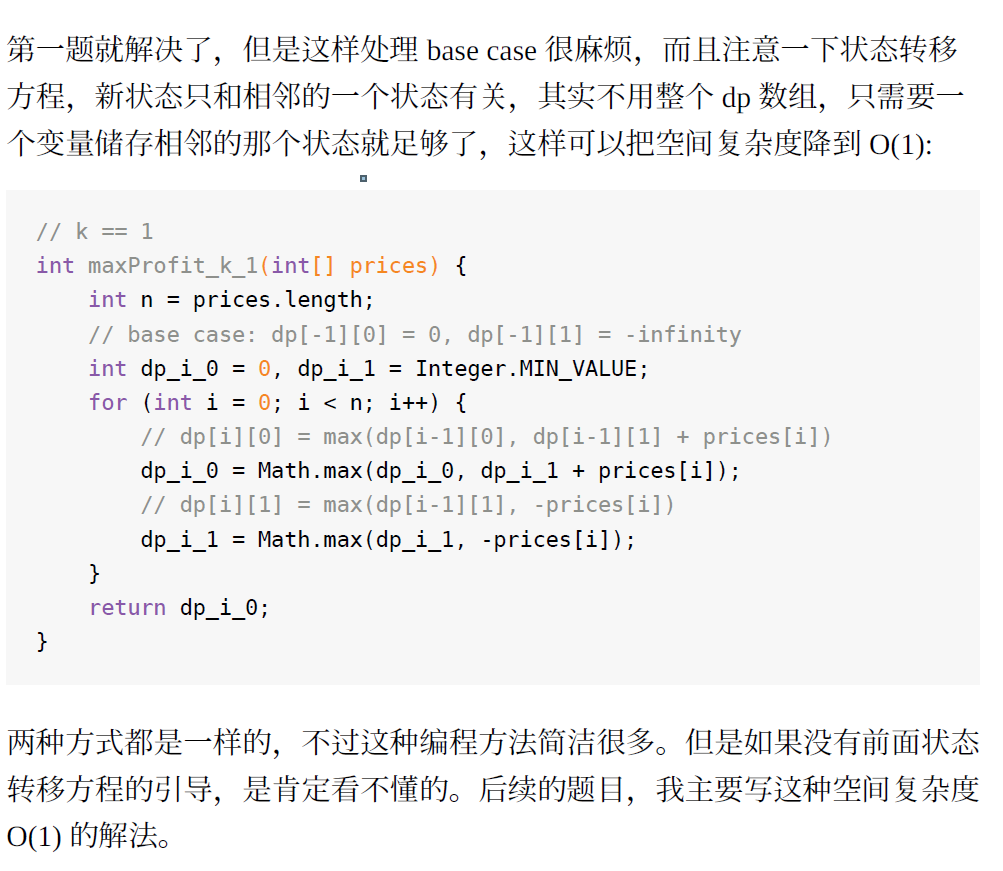 第一题就解决了，但是这样处理 base case 很麻烦，而且注意一下状态转移
方程，新状态只和相邻的一个状态有关，其实不用整个 dp 数组，只需要一
个变量储存相邻的那个状态就足够了，这样可以把空间复杂度降到 O(1):
// k == 1
int maxProfit_k_1(int[] prices) {
    int n = prices.length;
    // base case: dp[-1][0] = 0, dp[-1][1] = -infinity
    int dp_i_0 = 0, dp_i_1 = Integer.MIN_VALUE;
    for (int i = 0; i < n; i++) {
        // dp[i][0] = max(dp[i-1][0], dp[i-1][1] + prices[i])
        dp_i_0 = Math.max(dp_i_0, dp_i_1 + prices[i]);
        // dp[i][1] = max(dp[i-1][1], -prices[i])
        dp_i_1 = Math.max(dp_i_1, -prices[i]);
    }
    return dp_i_0;
}
两种方式都是一样的，不过这种编程方法简洁很多。但是如果没有前面状态
转移方程的引导，是肯定看不懂的。后续的题目，我主要写这种空间复杂度
O(1) 的解法。